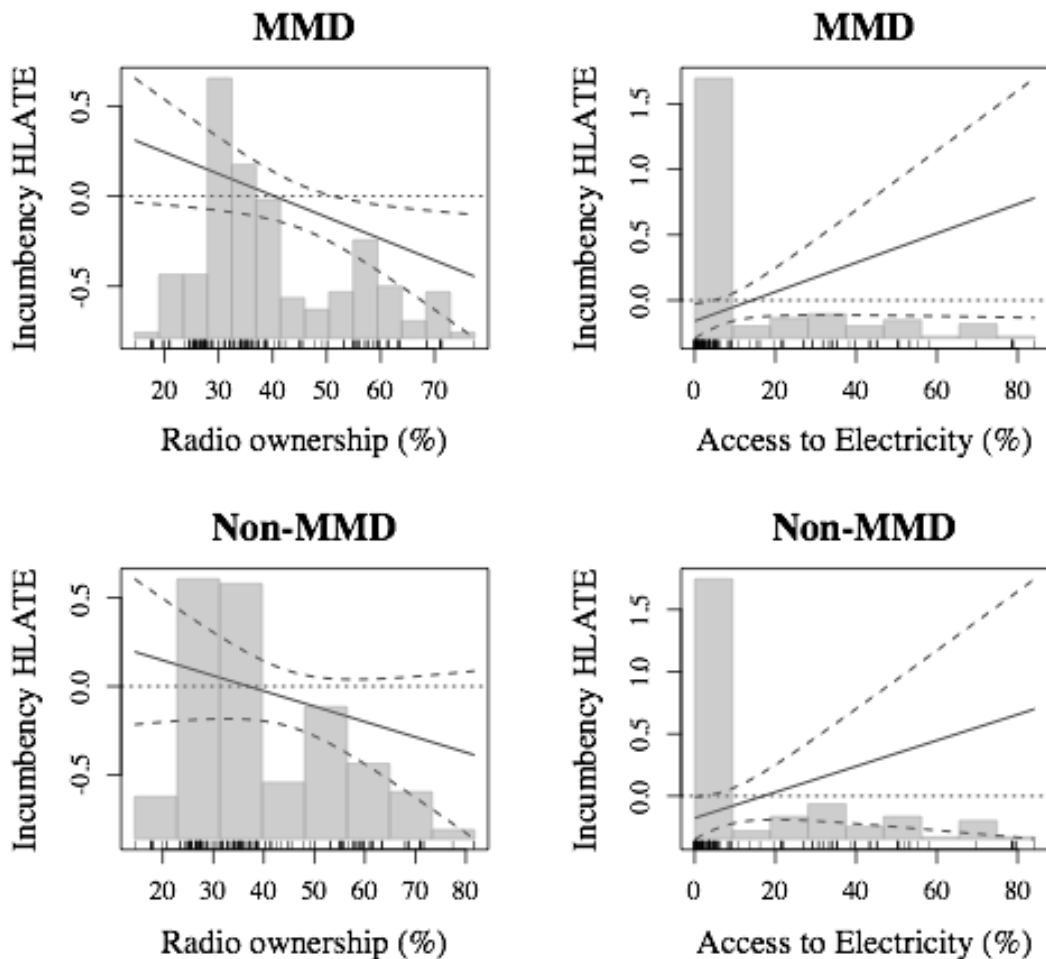 MMD
Incumbency HLATE
0.5
0.0
-0.5
20 30 40 50 60 70
Radio ownership (%)
MMD
Incumbency HLATE
1.5
1.0
0.5
0.0
0 20 40 60 80
Access to Electricity (%)
Non-MMD
Incumbency HLATE
0.5
0.0
-0.5
20 30 40 50 60 70 80
Radio ownership (%)
Non-MMD
Incumbency HLATE
1.5
1.0
0.5
0.0
0 20 40 60 80
Access to Electricity (%)